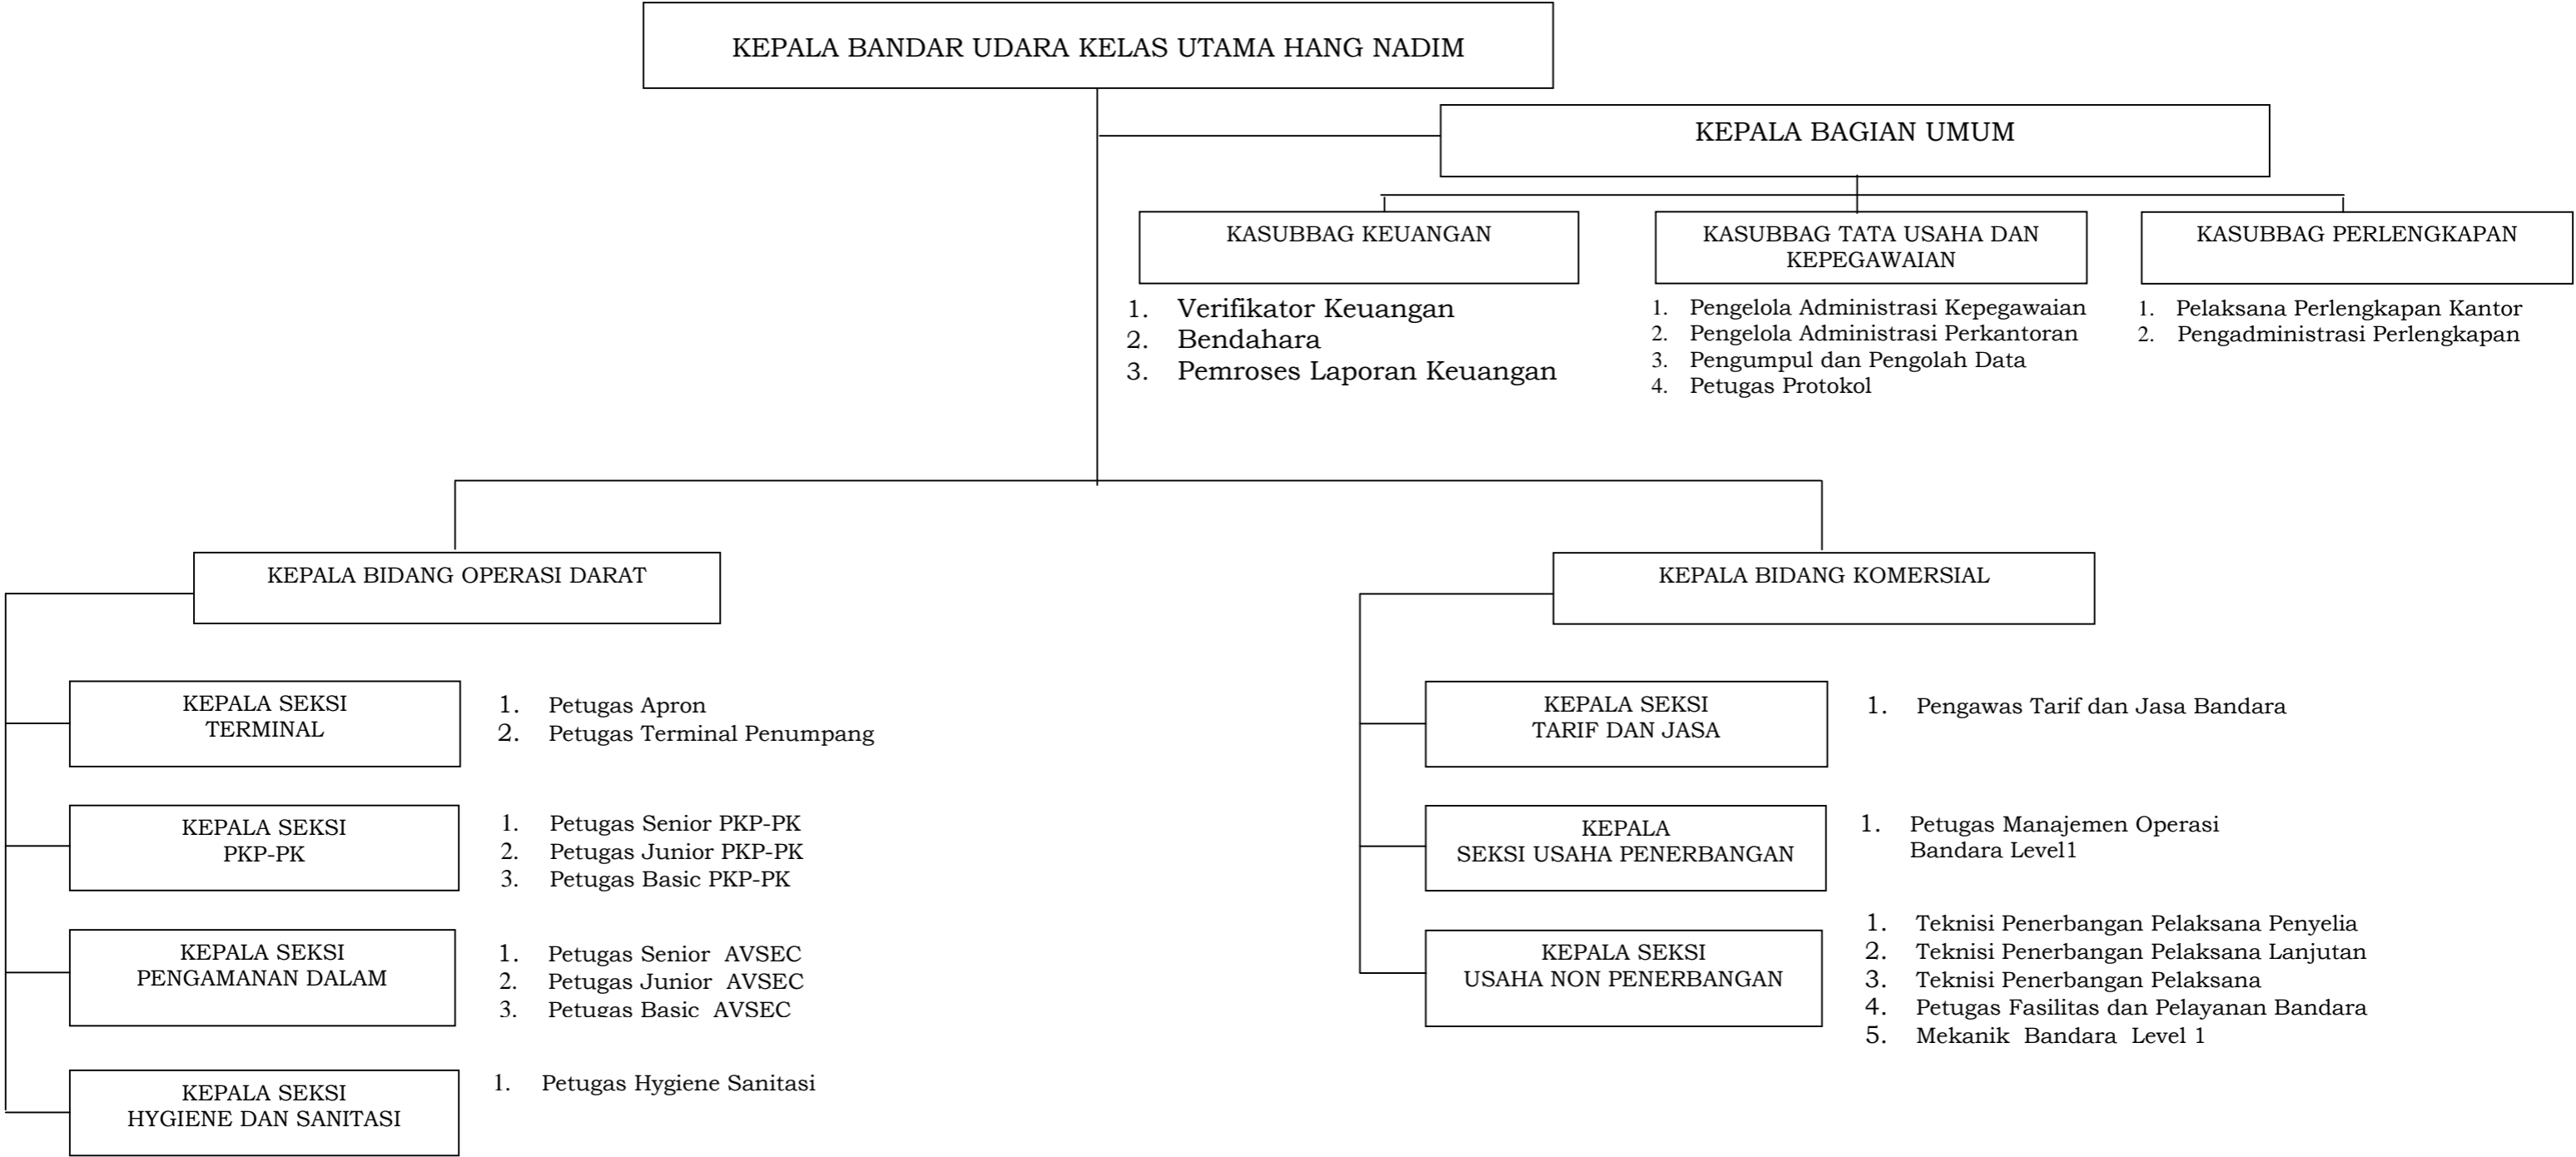 KEPALA BANDAR UDARA KELAS UTAMA HANG NADIM
KEPALA BAGIAN UMUM
KASUBBAG KEUANGAN
1. Verifikator Keuangan
2. Bendahara
3. Pemroses Laporan Keuangan
KASUBBAG TATA USAHA DAN
KEPEGAWAIAN
1. Pengelola Administrasi Kepegawaian
2. Pengelola Administrasi Perkantoran
3. Pengumpul dan Pengolah Data
4. Petugas Protokol
KASUBBAG PERLENGKAPAN
1. Pelaksana Perlengkapan Kantor
2. Pengadministrasi Perlengkapan
KEPALA BIDANG OPERASI DARAT
KEPALA SEKSI
TERMINAL
1. Petugas Apron
2. Petugas Terminal Penumpang
KEPALA SEKSI
PKP-PK
1. Petugas Senior PKP-PK
2. Petugas Junior PKP-PK
3. Petugas Basic PKP-PK
KEPALA SEKSI
PENGAMANAN DALAM
1. Petugas Senior AVSEC
2. Petugas Junior AVSEC
3. Petugas Basic AVSEC
KEPALA SEKSI
HYGIENE DAN SANITASI
1. Petugas Hygiene Sanitasi
KEPALA BIDANG KOMERSIAL
KEPALA SEKSI
TARIF DAN JASA
1. Pengawas Tarif dan Jasa Bandara
KEPALA
SEKSI USAHA PENERBANGAN
1. Petugas Manajemen Operasi
Bandara Level1
KEPALA SEKSI
USAHA NON PENERBANGAN
1. Teknisi Penerbangan Pelaksana Penyelia
2. Teknisi Penerbangan Pelaksana Lanjutan
3. Teknisi Penerbangan Pelaksana
4. Petugas Fasilitas dan Pelayanan Bandara
5. Mekanik Bandara Level 1